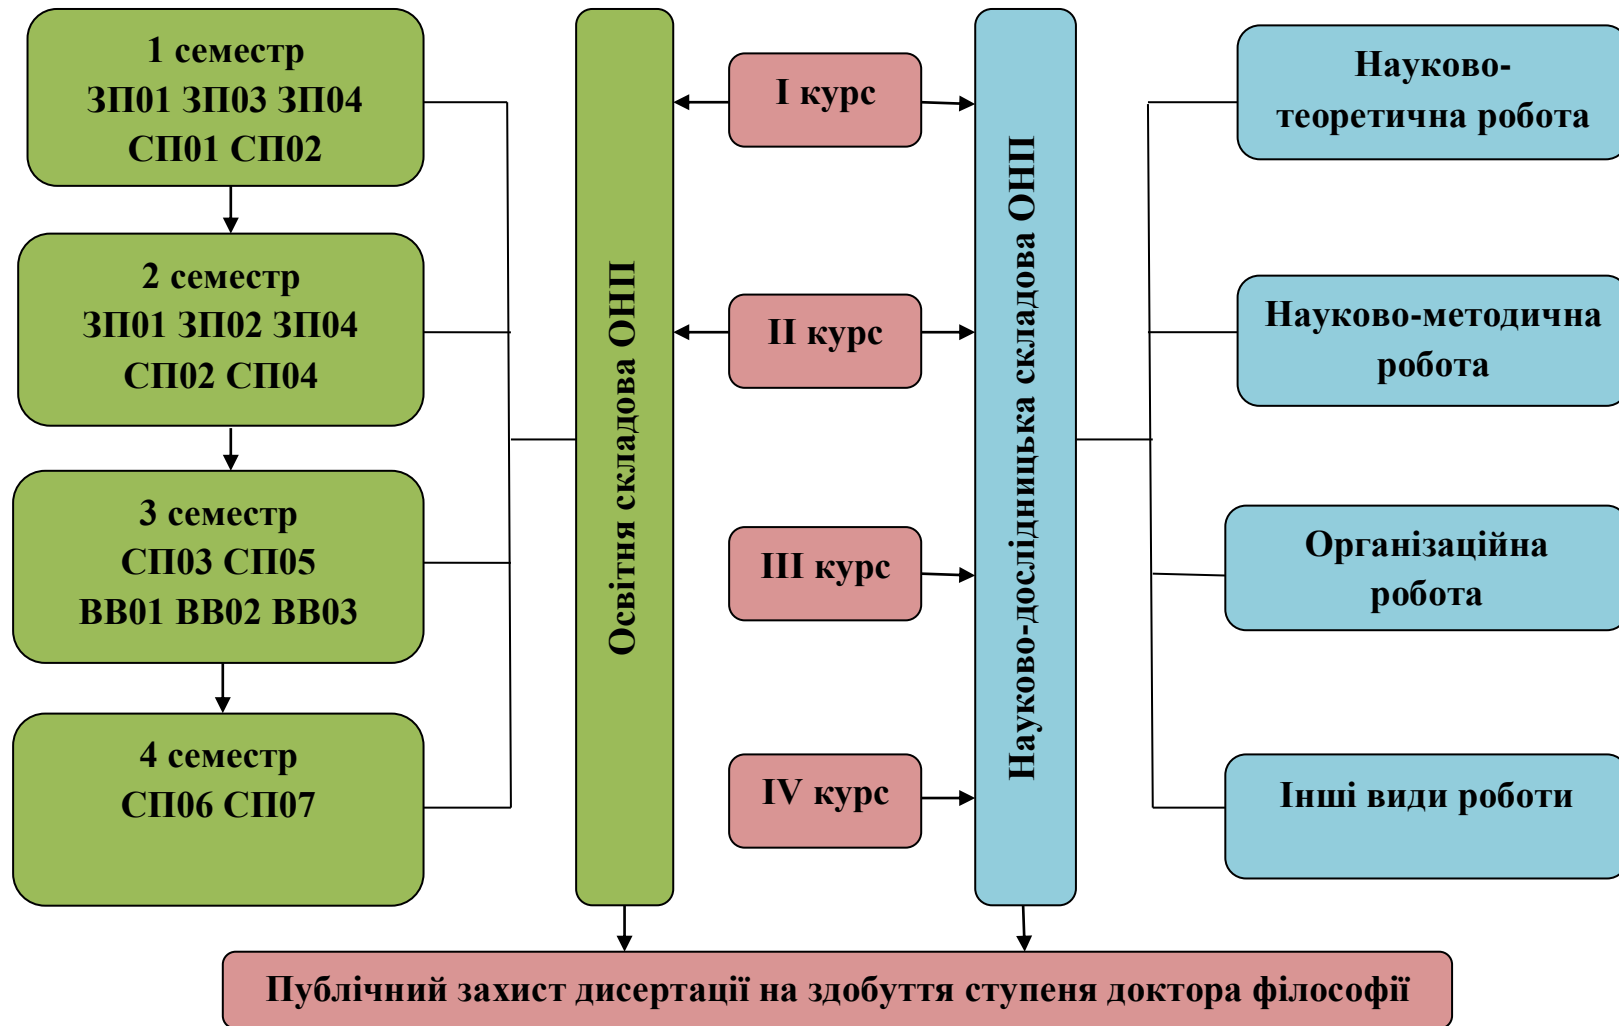 1 семестр
ЗП01 ЗП03 ЗП04
СП01 СП02
2 семестр
ЗП01 ЗП02 ЗП04
СП02 СП04
3 семестр
СП03 СП05
ВВ01 ВВ02 ВВ03
4 семестр
СП06 СП07
Освітня складова ОНП
І курс
ІІ курс
ІІІ курс
IV курс
Науково-дослідницька складова ОНП
Науково-
теоретична робота
Науково-методична
робота
Організаційна
робота
Інші види роботи
Публічний захист дисертації на здобуття ступеня доктора філософії